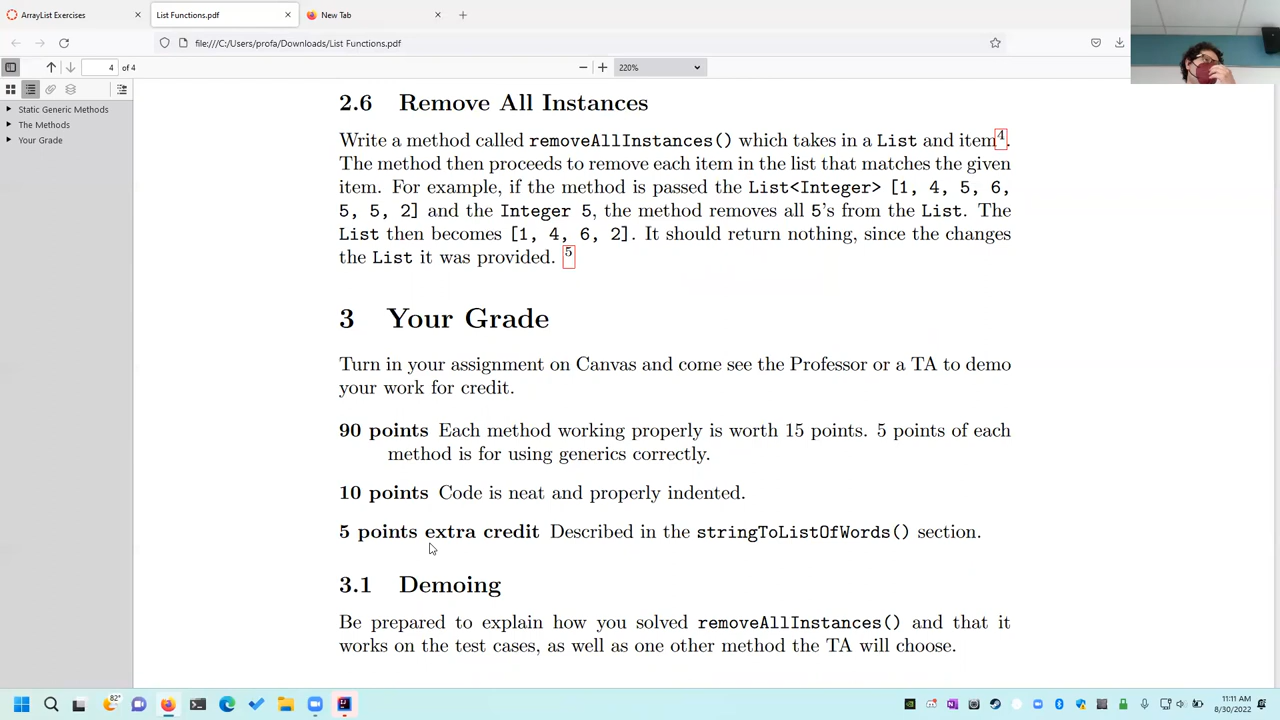 ArrayList Exercises
List Functions.pdf
New Tab
file:///C:/Users/profa/Downloads/List Functions.pdf
4 of 4
220%
Static Generic Methods
The Methods
Your Grade
2.6 Remove All Instances
Write a method called removeAllInstances() which takes in a List and item4.
The method then proceeds to remove each item in the list that matches the given
item. For example, if the method is passed the List<Integer> [1, 4, 5, 6,
5, 5, 2] and the Integer 5, the method removes all 5's from the List. The
List then becomes [1, 4, 6, 2]. It should return nothing, since the changes
the List it was provided. 5
3 Your Grade
Turn in your assignment on Canvas and come see the Professor or a TA to demo
your work for credit.
90 points Each method working properly is worth 15 points. 5 points of each
method is for using generics correctly.
10 points Code is neat and properly indented.
5 points extra credit Described in the stringToListOfWords() section.
3.1 Demoing
Be prepared to explain how you solved removeAllInstances() and that it
works on the test cases, as well as one other method the TA will choose.
82°
11:11 AM
8/30/2022